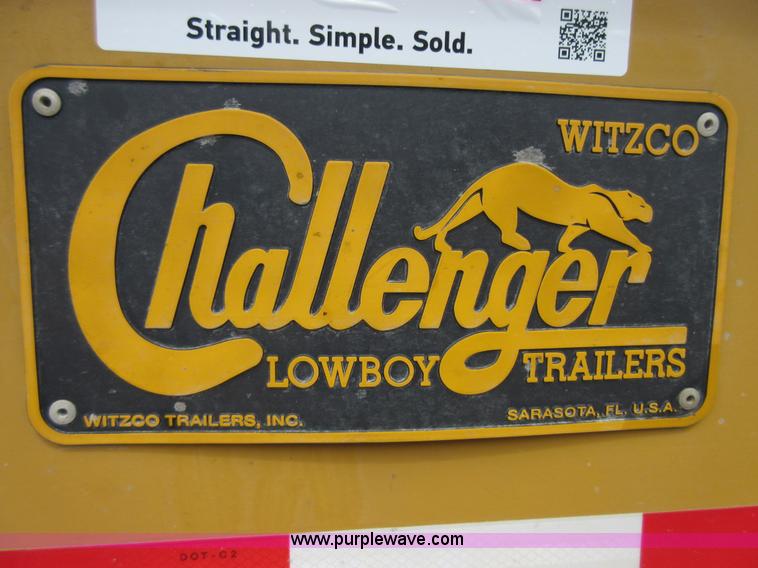 Straight. Simple. Sold.
WITZCO
Challenger
LOWBOY TRAILERS
WITZCO TRAILERS, INC.
SARASOTA, FL. U.S.A.
www.purplewave.com
DOT-C2